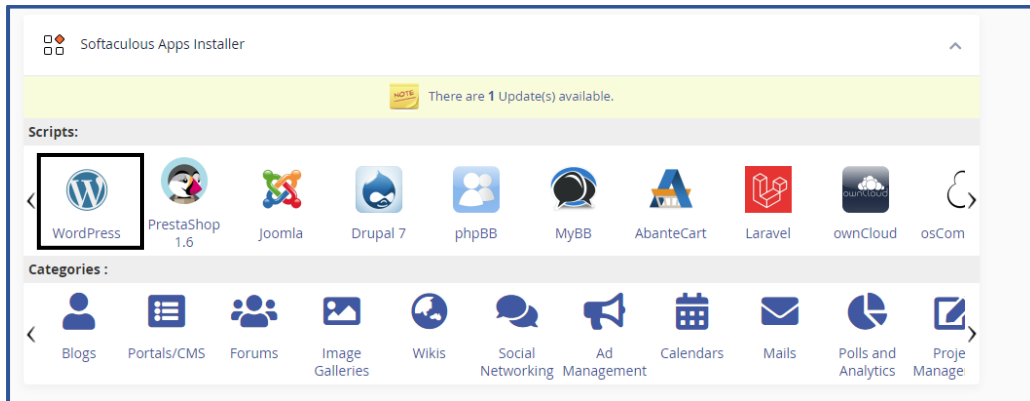 Softaculous Apps Installer
NOTE There are 1 Update(s) available.
Scripts:
WordPress
PrestaShop
1.6
Joomla
Drupal 7
phpBB
MyBB
AbanteCart
Laravel
ownCloud
ownCloud
osCom
Categories :
Blogs
Portals/CMS
Forums
Image
Galleries
Wikis
Social
Networking
Ad
Management
Calendars
Mails
Polls and
Analytics
Proje
Manage